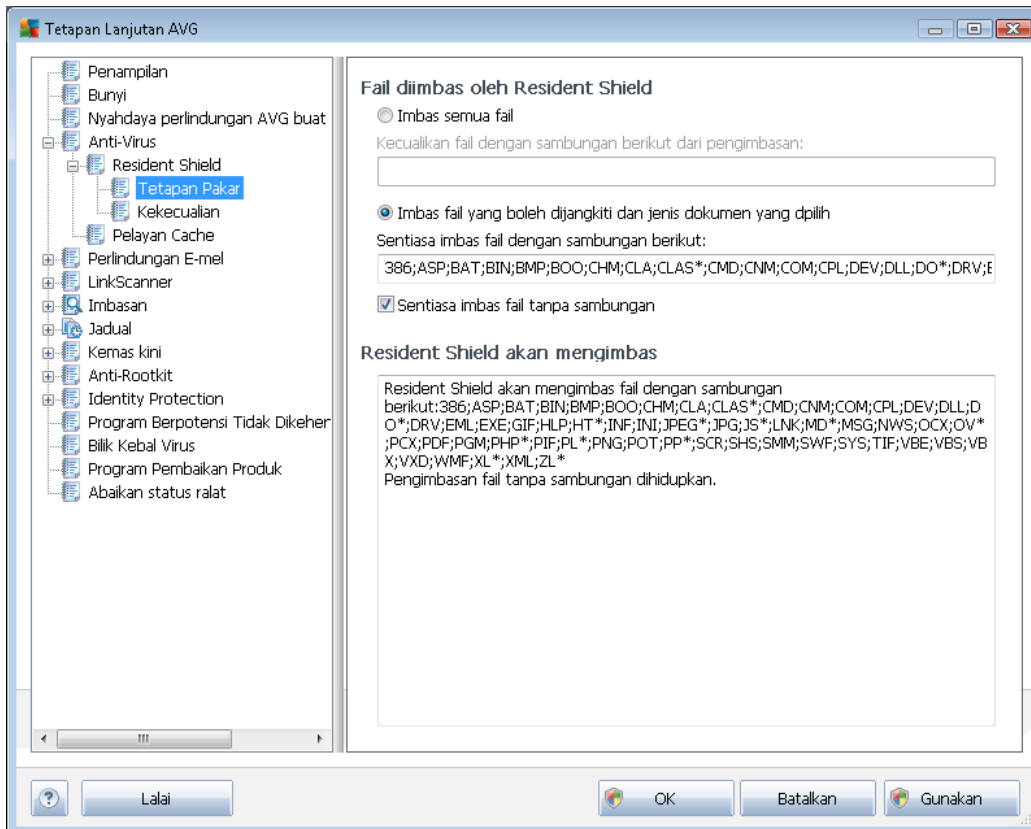 Tetapan Lanjutan AVG
Penampilan
Bunyi
Nyahdaya perlindungan AVG buat
Anti-Virus
Resident Shield
Tetapan Pakar
Kekecualian
Pelayan Cache
Perlindungan E-mel
LinkScanner
Imbasan
Jadual
Kemas kini
Anti-Rootkit
Identity Protection
Program Berpotensi Tidak Dikeher
Bilik Kebal Virus
Program Pembaikan Produk
Abaikan status ralat
Fail diimbas oleh Resident Shield
Imbas semua fail
Kecualikan fail dengan sambungan berikut dari pengimbasan:
Imbas fail yang boleh dijangkiti dan jenis dokumen yang dpilih
Sentiasa imbas fail dengan sambungan berikut:
386;ASP;BAT;BIN;BMP;BOO;CHM;CLA;CLAS*;CMD;CNM;COM;CPL;DEV;DLL;DO*;DRV;E
Sentiasa imbas fail tanpa sambungan
Resident Shield akan mengimbas
Resident Shield akan mengimbas fail dengan sambungan
berikut:386;ASP;BAT;BIN;BMP;BOO;CHM;CLA;CLAS*;CMD;CNM;COM;CPL;DEV;DLL;D
O*;DRV;EML;EXE;GIF;HLP;HT*;INF;INI;JPEG*;JPG;JS*;LNK;MD*;MSG;NWS;OCX;OV*
;PCX;PDF;PGM;PHP*;PIF;PL*;PNG;POT;PP*;SCR;SHS;SMM;SWF;SYS;TIF;VBE;VBS;VB
X;VXD;WMF;XL*;XML;ZL*
Pengimbasan fail tanpa sambungan dihidupkan.
?
Lalai
OK
Batalkan
Gunakan